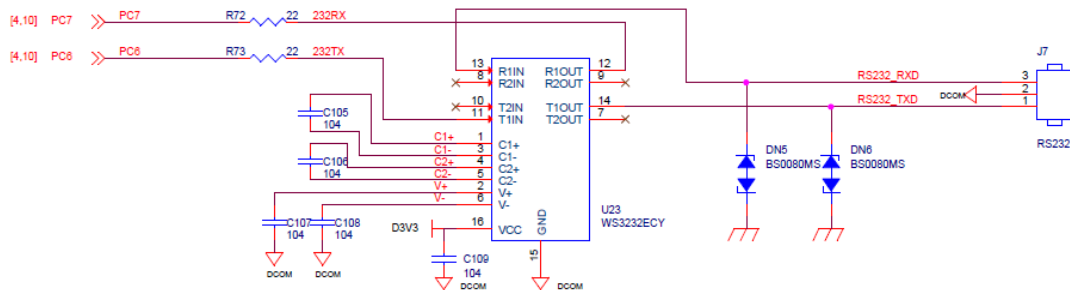 [4,10] PC7 PC7 R72 22 232RX
[4,10] PC6 PC6 R73 22 232TX
13 R1IN R1OUT 12
8 R2IN R2OUT 9
10 T2IN T1OUT 14
11 T1IN T2OUT 7
C1+ 1 C1+
C1- 3 C1-
C2+ 4 C2+
C2- 5 C2-
V+ 2 V+
V- 6 V-
D3V3 16 VCC
GND
15
U23
WS3232ECY
C105
104
C106
104
C107
104
C108
104
C109
104
DCOM
DCOM
DCOM
DCOM
RS232_RXD
RS232_TXD
DCOM
J7
3
2
1
RS232
DN5
BS0080MS
DN6
BS0080MS